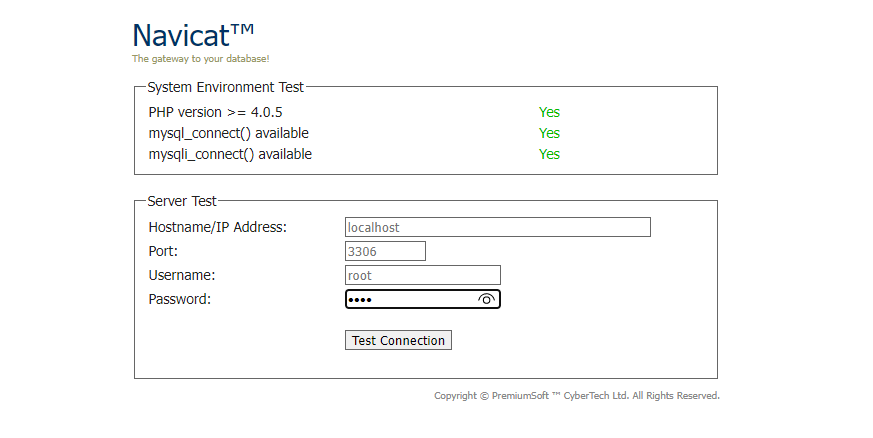 Navicat™
The gateway to your database!
System Environment Test
PHP version >= 4.0.5 Yes
mysql_connect() available Yes
mysqli_connect() available Yes
Server Test
Hostname/IP Address: localhost
Port: 3306
Username: root
Password: ••••
Test Connection
Copyright © PremiumSoft ™ CyberTech Ltd. All Rights Reserved.